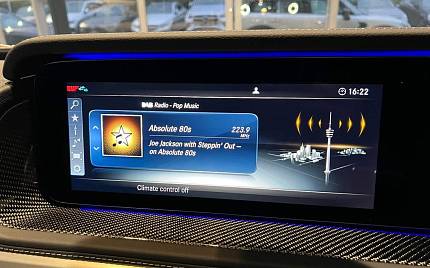 DAB Radio - Pop Music
16:22
Absolute 80s
223.9
MHz
Joe Jackson with Steppin' Out –
on Absolute 80s
Climate control off